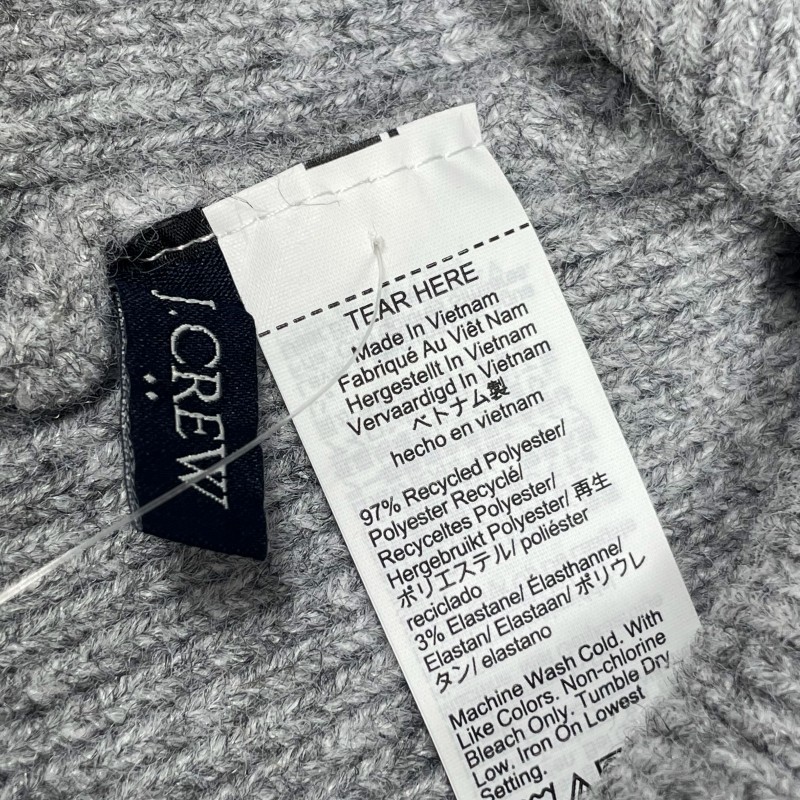 J.CREW
TEAR HERE
Made In Vietnam
Fabriqué Au Viêt Nam
Hergestellt In Vietnam
Vervaardigd In Vietnam
ベトナム製
hecho en vietnam
97% Recycled Polyester/
Polyester Recyclé/
Recyceltes Polyester/
Hergebruikt Polyester/ 再生
ポリエステル/ poliéster
reciclado
3% Elastane/ Élasthanne/
Elastan/ Elastaan/ ポリウレ
タン/ elastano
Machine Wash Cold. With
Like Colors. Non-chlorine
Bleach Only. Tumble Dry
Low. Iron On Lowest
Setting.